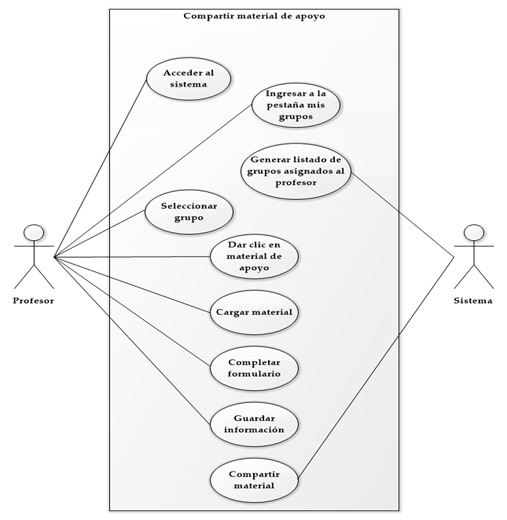 Compartir material de apoyo
Acceder al
sistema
Ingresar a la
pestaña mis
grupos
Generar listado de
grupos asignados al
profesor
Seleccionar
grupo
Dar clic en
material de
apoyo
Profesor
Sistema
Cargar material
Completar
formulario
Guardar
información
Compartir
material